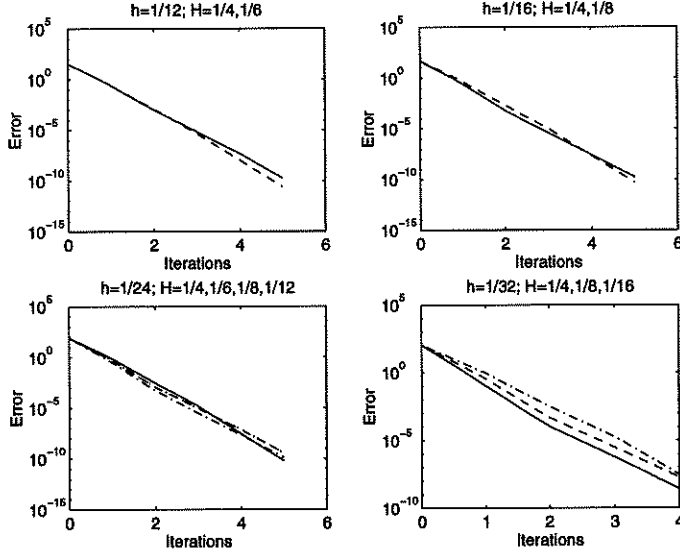 h=1/12; H=1/4,1/6
10^5
10^0
10^-5
10^-10
10^-15
Error
0 2 4 6
Iterations
h=1/16; H=1/4,1/8
10^5
10^0
10^-5
10^-10
10^-15
Error
0 2 4 6
Iterations
h=1/24; H=1/4,1/6,1/8,1/12
10^5
10^0
10^-5
10^-10
10^-15
Error
0 2 4 6
Iterations
h=1/32; H=1/4,1/8,1/16
10^5
10^0
10^-5
10^-10
Error
0 1 2 3 4
Iterations